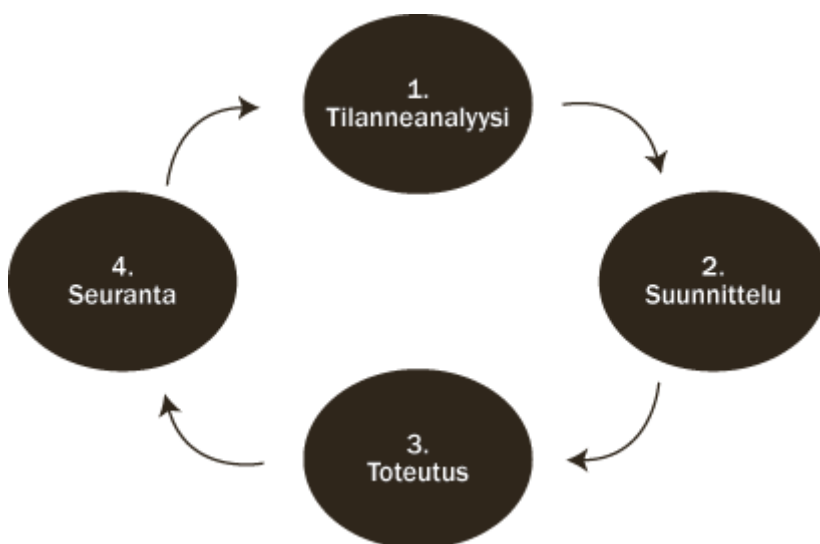 1.
Tilanneanalyysi
2.
Suunnittelu
3.
Toteutus
4.
Seuranta